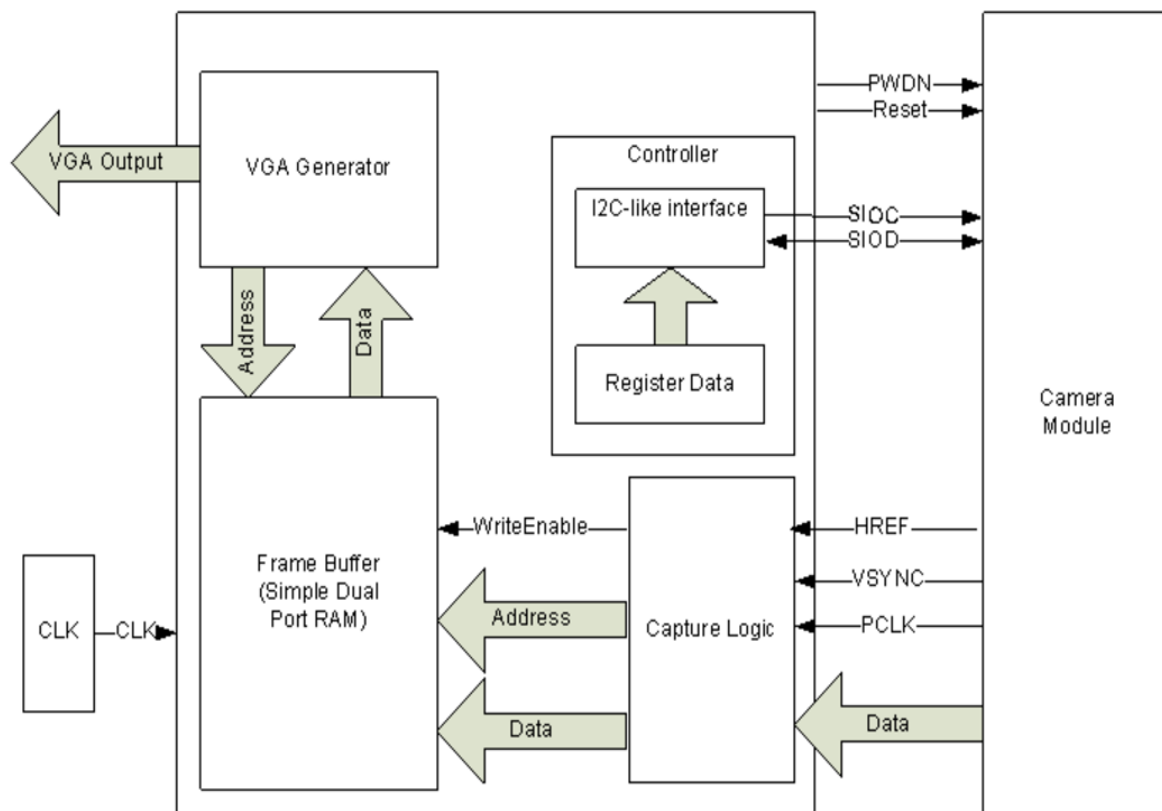 PWDN
Reset
VGA Output
VGA Generator
Controller
I2C-like interface
SIOC
SIOD
Address
Data
Register Data
Camera
Module
WriteEnable
HREF
Frame Buffer
(Simple Dual
Port RAM)
VSYNC
CLK
CLK
Address
Capture Logic
PCLK
Data
Data